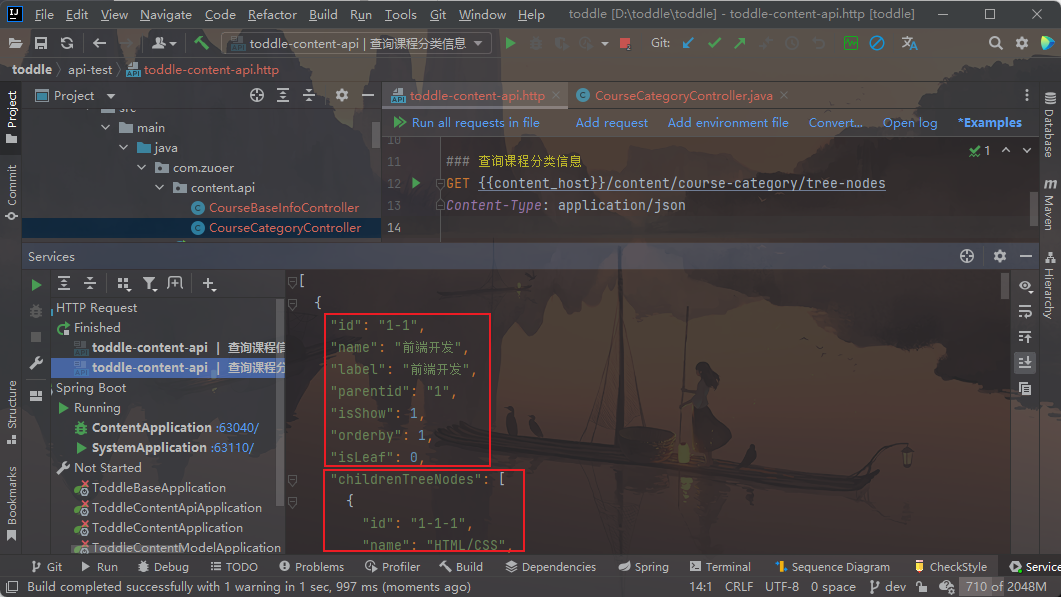 File Edit View Navigate Code Refactor Build Run Tools Git Window Help toddle [D:\toddle\toddle] - toddle-content-api.http [toddle]
toddle-content-api | 查询课程分类信息 Git:
toddle api-test toddle-content-api.http
Project
toddle-content-api.http CourseCategoryController.java
src
main
java
com.zuoer
content.api
CourseBaseInfoController
CourseCategoryController
Run all requests in file Add request Add environment file Convert... Open log *Examples
10
11 ### 查询课程分类信息
12 GET {{content_host}}/content/course-category/tree-nodes
13 Content-Type: application/json
14
1
Project
Commit
Structure
Bookmarks
Database
Maven
Hierarchy
Services
HTTP Request
Finished
toddle-content-api | 查询课程信
toddle-content-api | 查询课程分
Spring Boot
Running
ContentApplication :63040/
SystemApplication :63110/
Not Started
ToddleBaseApplication
ToddleContentApiApplication
ToddleContentApplication
ToddleContentModelApplication
[
{
"id": "1-1",
"name": "前端开发",
"label": "前端开发",
"parentid": "1",
"isShow": 1,
"orderby": 1,
"isLeaf": 0,
"childrenTreeNodes": [
{
"id": "1-1-1",
"name": "HTML/CSS",
Git Run Debug TODO Problems Profiler Build Dependencies Spring Terminal Sequence Diagram CheckStyle Service
Build completed successfully with 1 warning in 1 sec, 997 ms (moments ago) 14:1 CRLF UTF-8 0 space dev 710 of 2048M